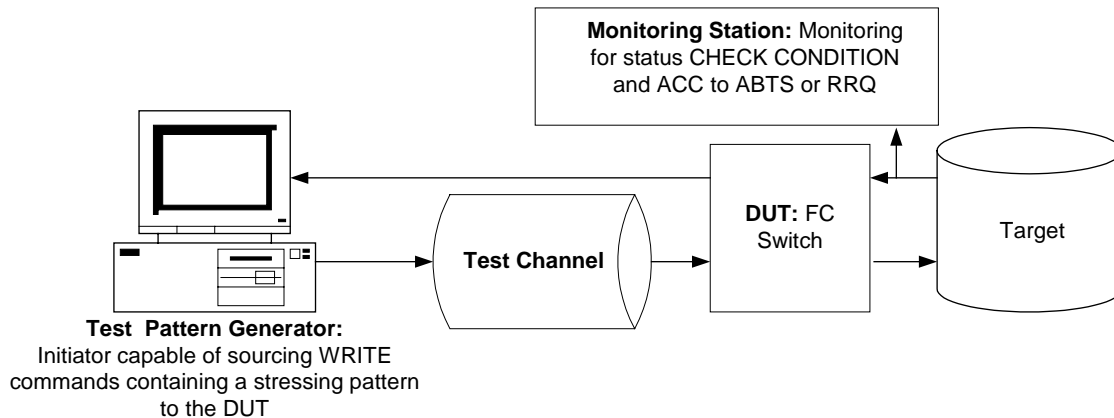 Monitoring Station: Monitoring
for status CHECK CONDITION
and ACC to ABTS or RRQ
DUT: FC
Switch
Target
Test Channel
Test Pattern Generator:
Initiator capable of sourcing WRITE
commands containing a stressing pattern
to the DUT